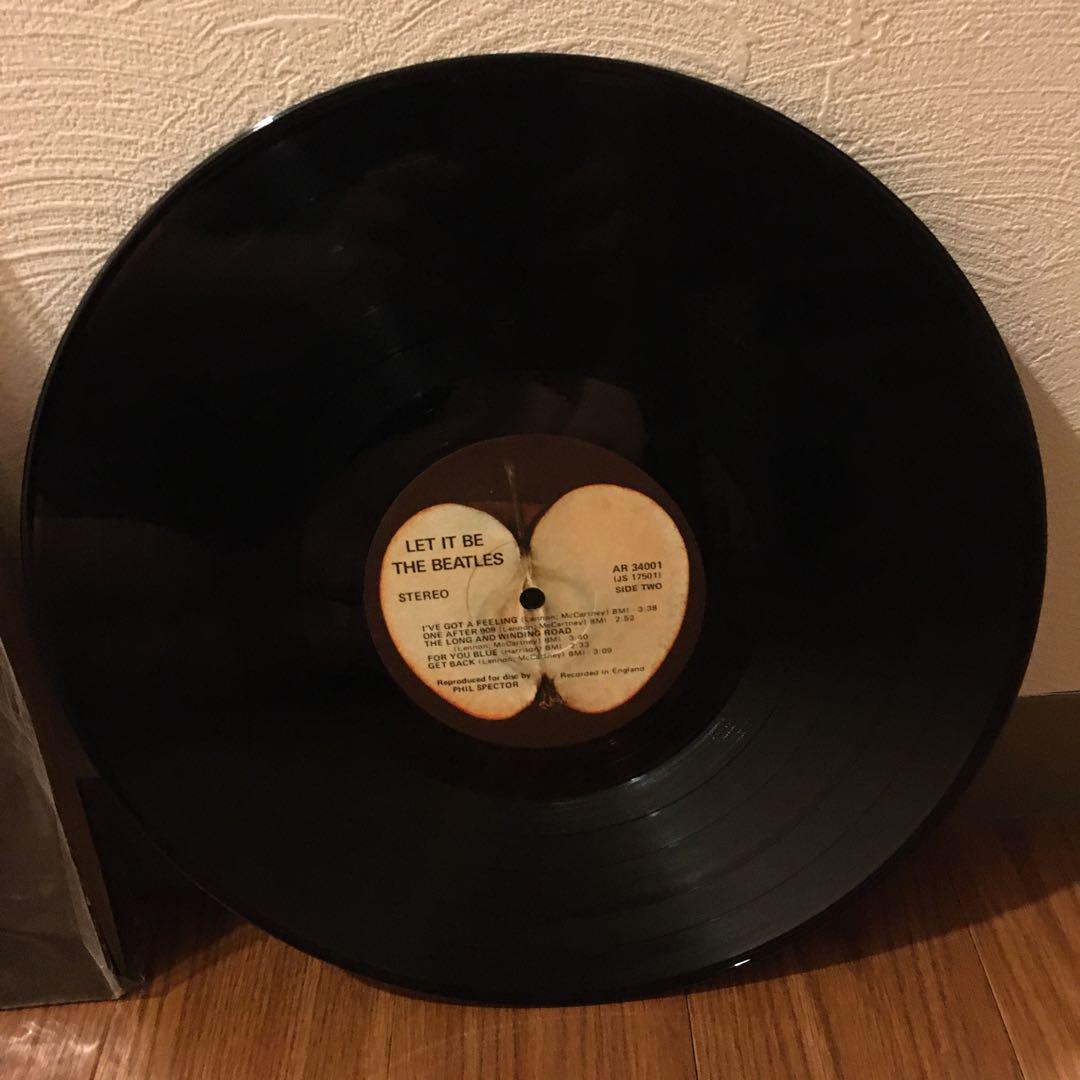 LET IT BE
THE BEATLES
STEREO
AR 34001
(JS 17501)
SIDE TWO
I'VE GOT A FEELING (Lennon; McCartney) BMI - 3:38
ONE AFTER 909 (Lennon; McCartney) BMI - 2:52
THE LONG AND WINDING ROAD
(Lennon; McCartney) BMI - 3:40
FOR YOU BLUE (Harrison) BMI - 2:33
GET BACK (Lennon; McCartney) BMI - 3:09
Reproduced for disc by
PHIL SPECTOR
Recorded in England